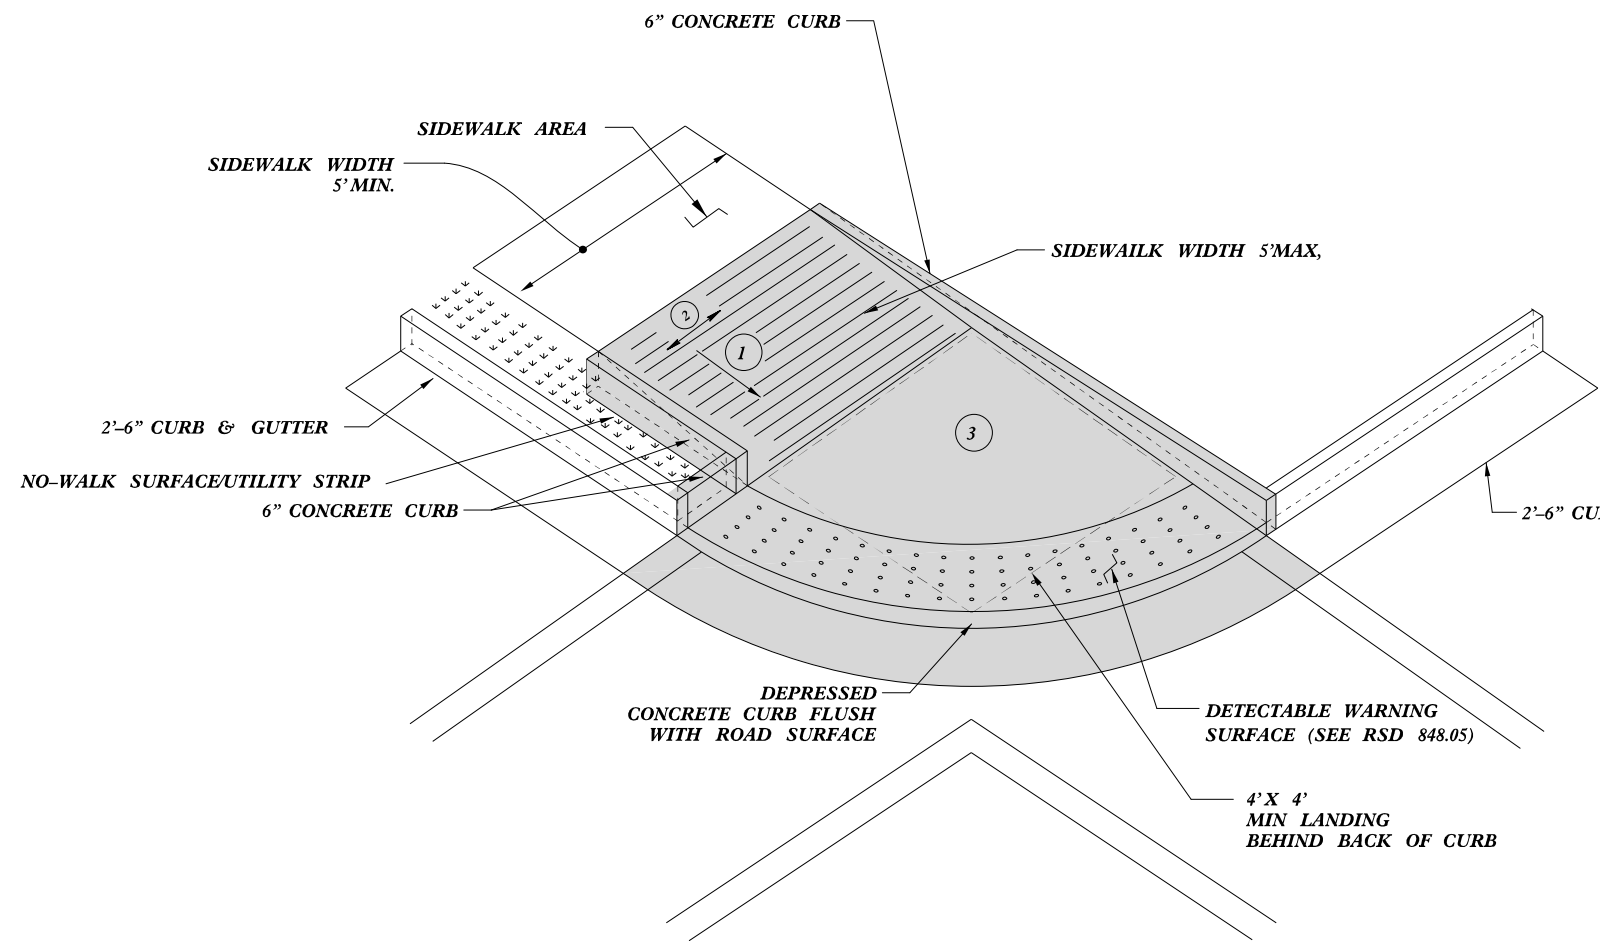 6” CONCRETE CURB
SIDEWALK AREA
SIDEWALK WIDTH
5’ MIN.
SIDEWAILK WIDTH 5’MAX,
2
1
3
2’–6” CURB & GUTTER
NO–WALK SURFACE/UTILITY STRIP
6” CONCRETE CURB
2’–6” CU
DEPRESSED
CONCRETE CURB FLUSH
WITH ROAD SURFACE
DETECTABLE WARNING
SURFACE (SEE RSD 848.05)
4’ X 4’
MIN LANDING
BEHIND BACK OF CURB